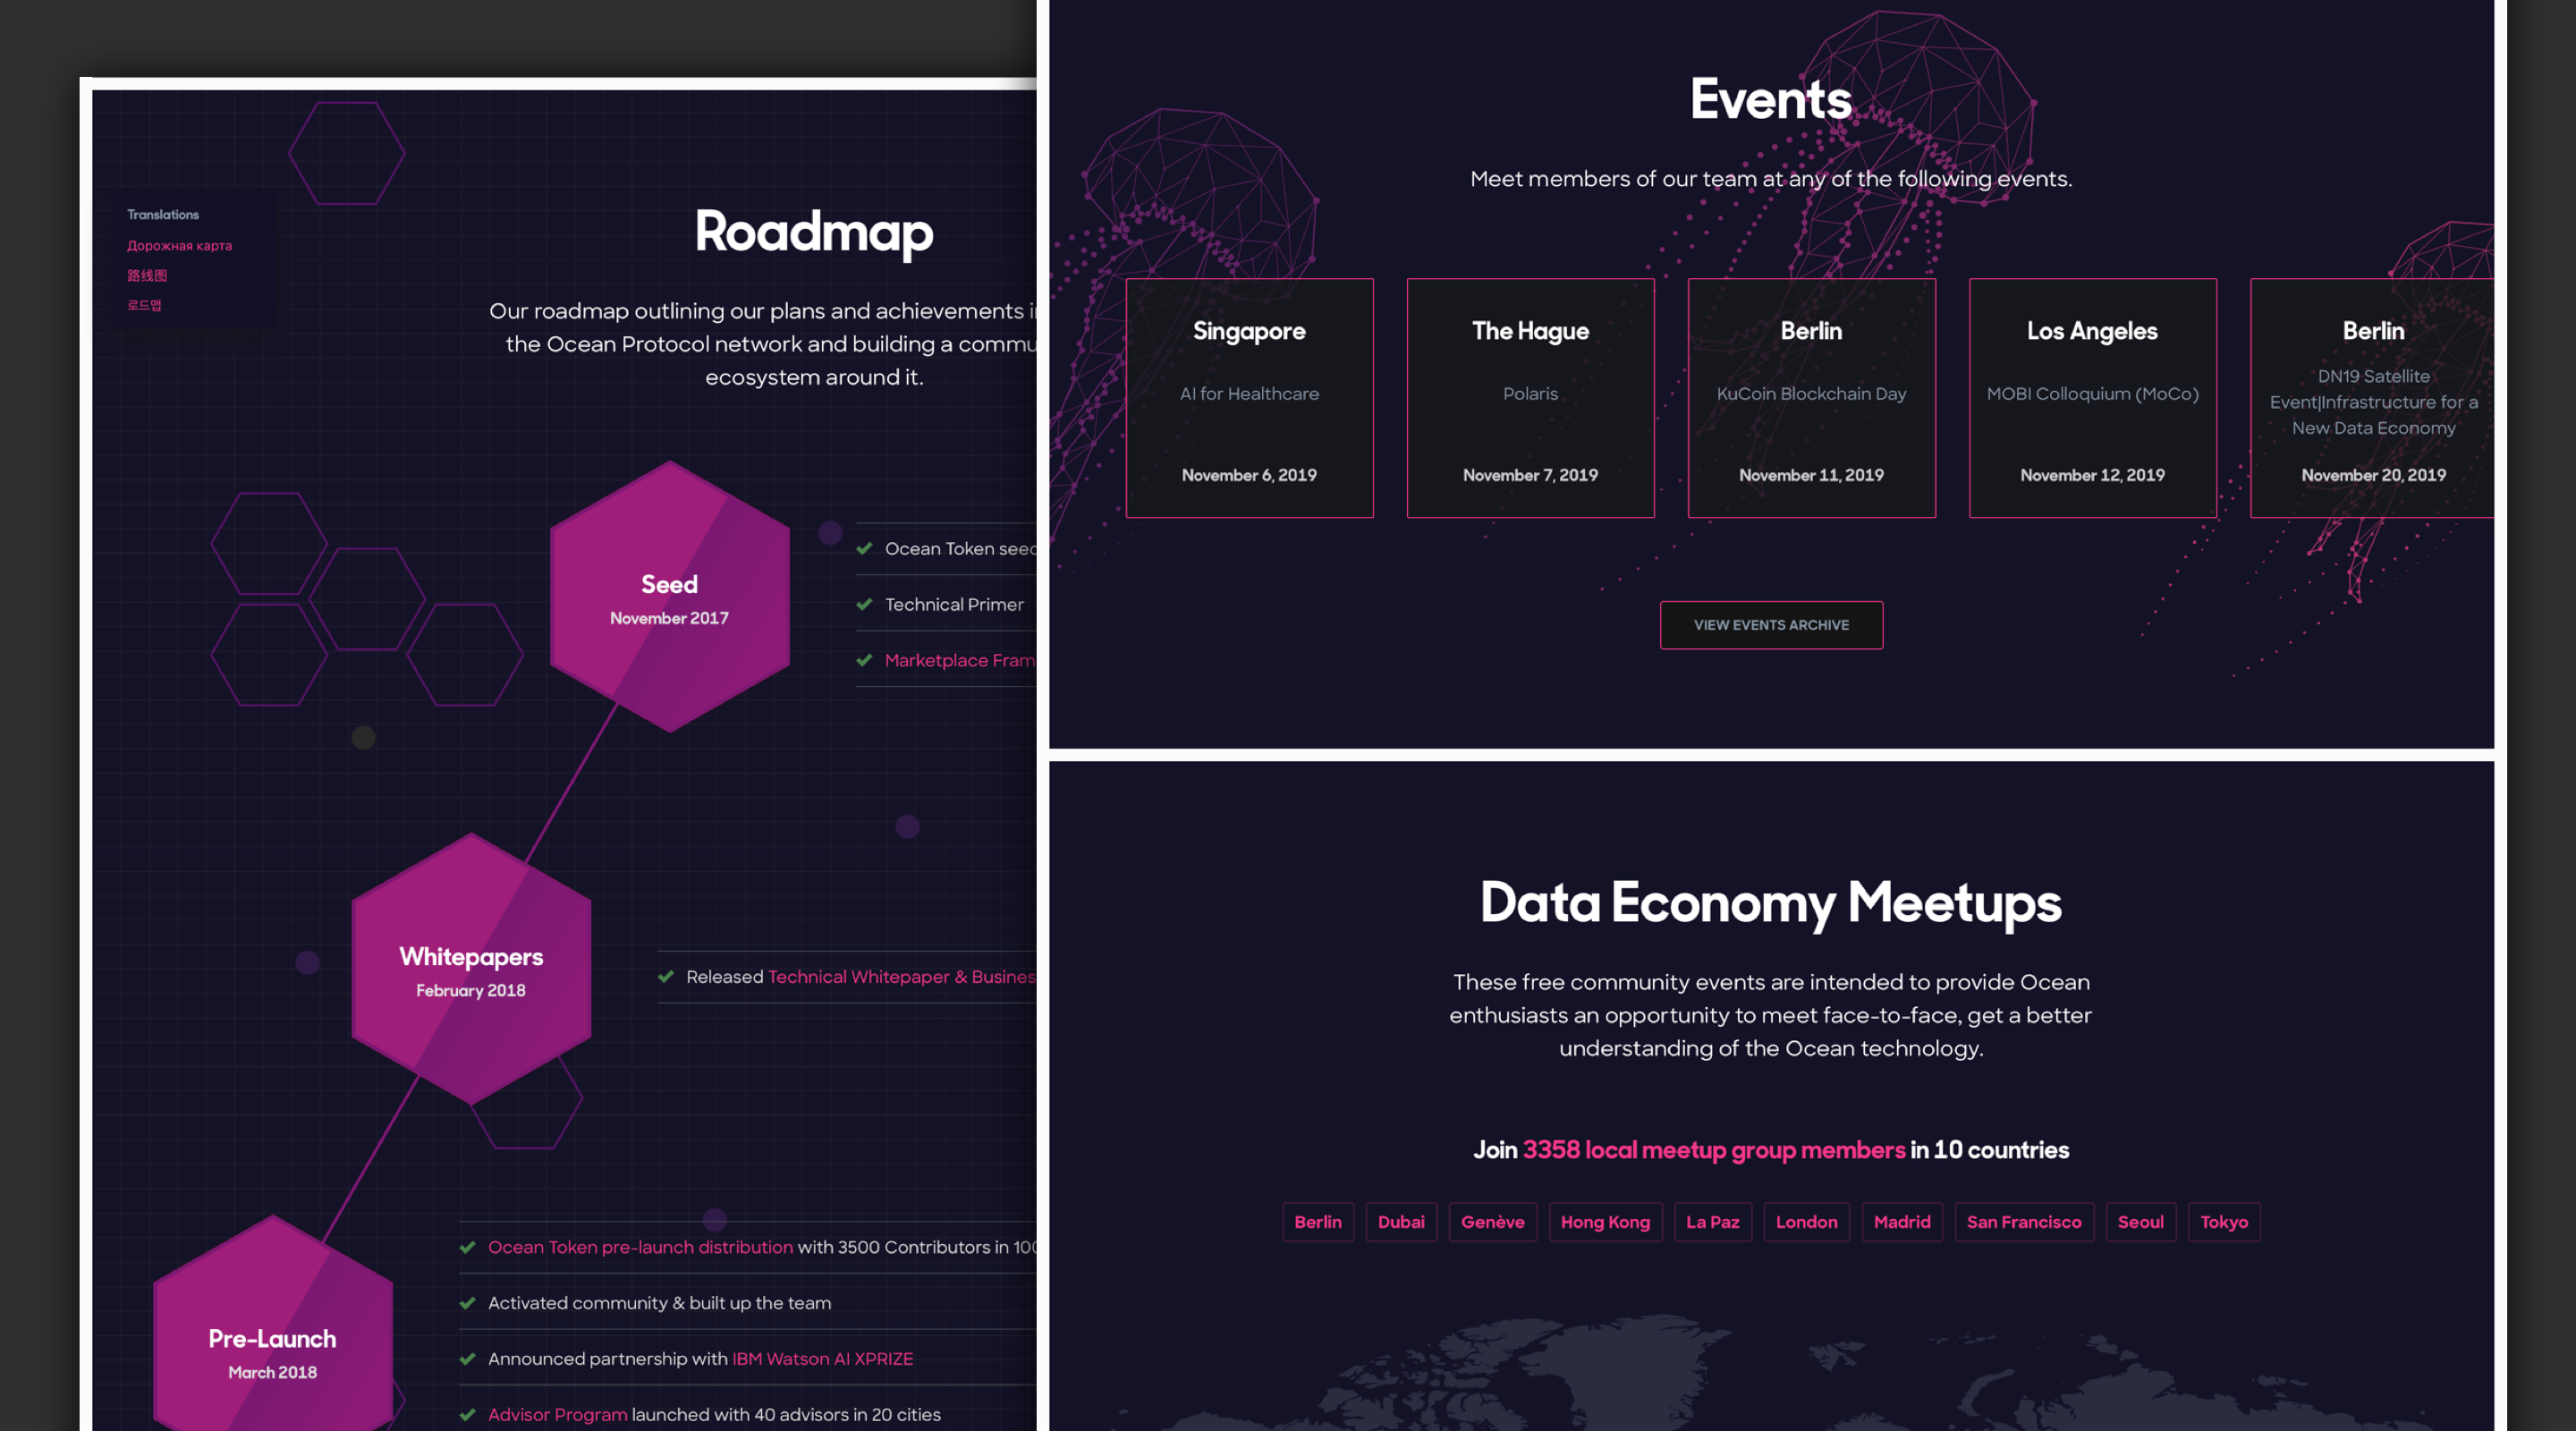 Translations
Дорожная карта
路线图
로드맵
Roadmap
Our roadmap outlining our plans and achievements
the Ocean Protocol network and building a
ecosystem around it.
Seed
November 2017
Ocean Token
Technical Primer
Marketplace
Whitepapers
February 2018
Released Technical Whitepaper &
Pre-Launch
March 2018
Ocean Token pre-launch distribution with 3500 Contributors in
Activated community & built up the team
Announced partnership with IBM Watson AI XPRIZE
Advisor Program launched with 40 advisors in 20 cities
Events
Meet members of our team at any of the following events.
Singapore
AI for Healthcare
November 6, 2019
The Hague
Polaris
November 7, 2019
Berlin
KuCoin Blockchain Day
November 11, 2019
Los Angeles
MOBI Colloquium (MoCo)
November 12, 2019
Berlin
DN19 Satellite
Event|Infrastructure for a
New Data Economy
November 20, 2019
VIEW EVENTS ARCHIVE
Data Economy Meetups
These free community events are intended to provide Ocean
enthusiasts an opportunity to meet face-to-face, get a better
understanding of the Ocean technology.
Join 3358 local meetup group members in 10 countries
Berlin Dubai Genève Hong Kong La Paz London Madrid San Francisco Seoul Tokyo